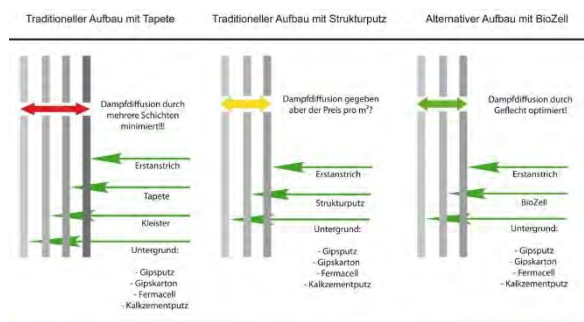 Traditioneller Aufbau mit Tapete
Dampfdiffusion durch
mehrere Schichten
minimiert!!!
Erstanstrich
Tapete
Kleister
Untergrund:
- Gipsputz
- Gipskarton
- Fermacell
- Kalkzementputz
Traditioneller Aufbau mit Strukturputz
Dampfdiffusion gegeben
aber der Preis pro m²?
Erstanstrich
Strukturputz
Untergrund:
- Gipsputz
- Gipskarton
- Fermacell
- Kalkzementputz
Alternativer Aufbau mit BioZell
Dampfdiffusion durch
Geflecht optimiert!
Erstanstrich
BioZell
Untergrund:
- Gipsputz
- Gipskarton
- Fermacell
- Kalkzementputz